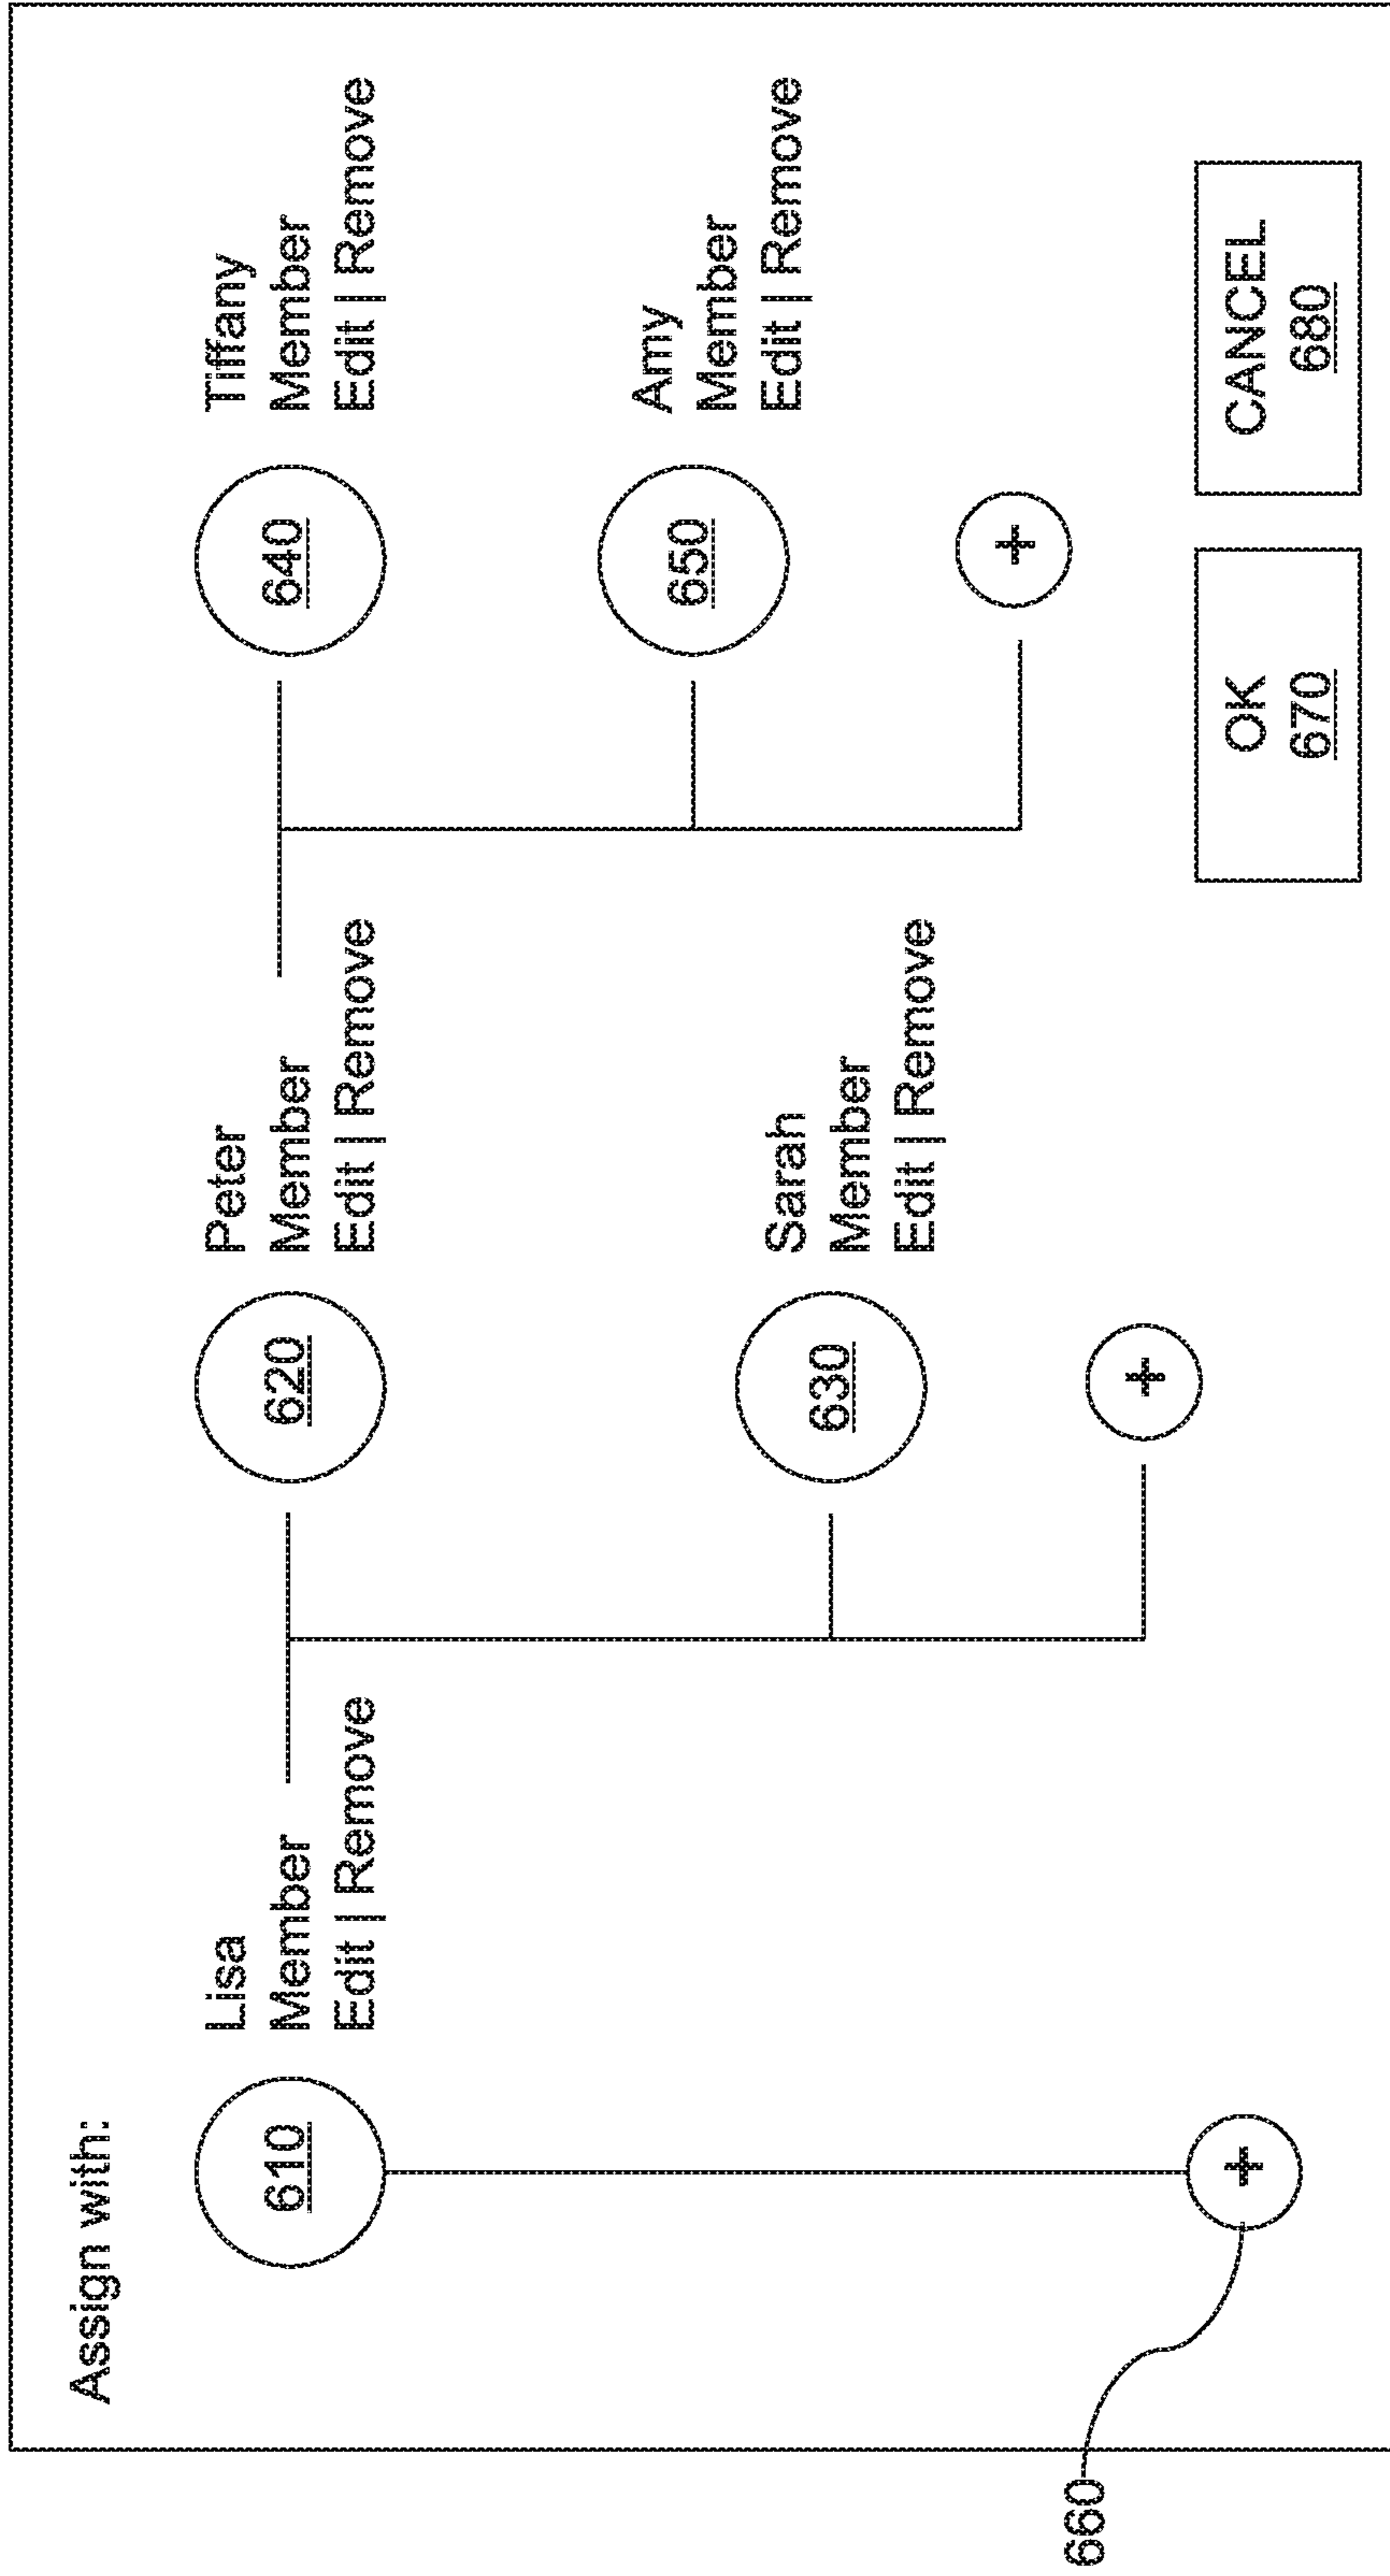 Assign with:
610
Lisa
Member
Edit | Remove
620
Peter
Member
Edit | Remove
640
Tiffany
Member
Edit | Remove
650
Amy
Member
Edit | Remove
630
Sarah
Member
Edit | Remove
+
+
+
660
OK
670
CANCEL
680